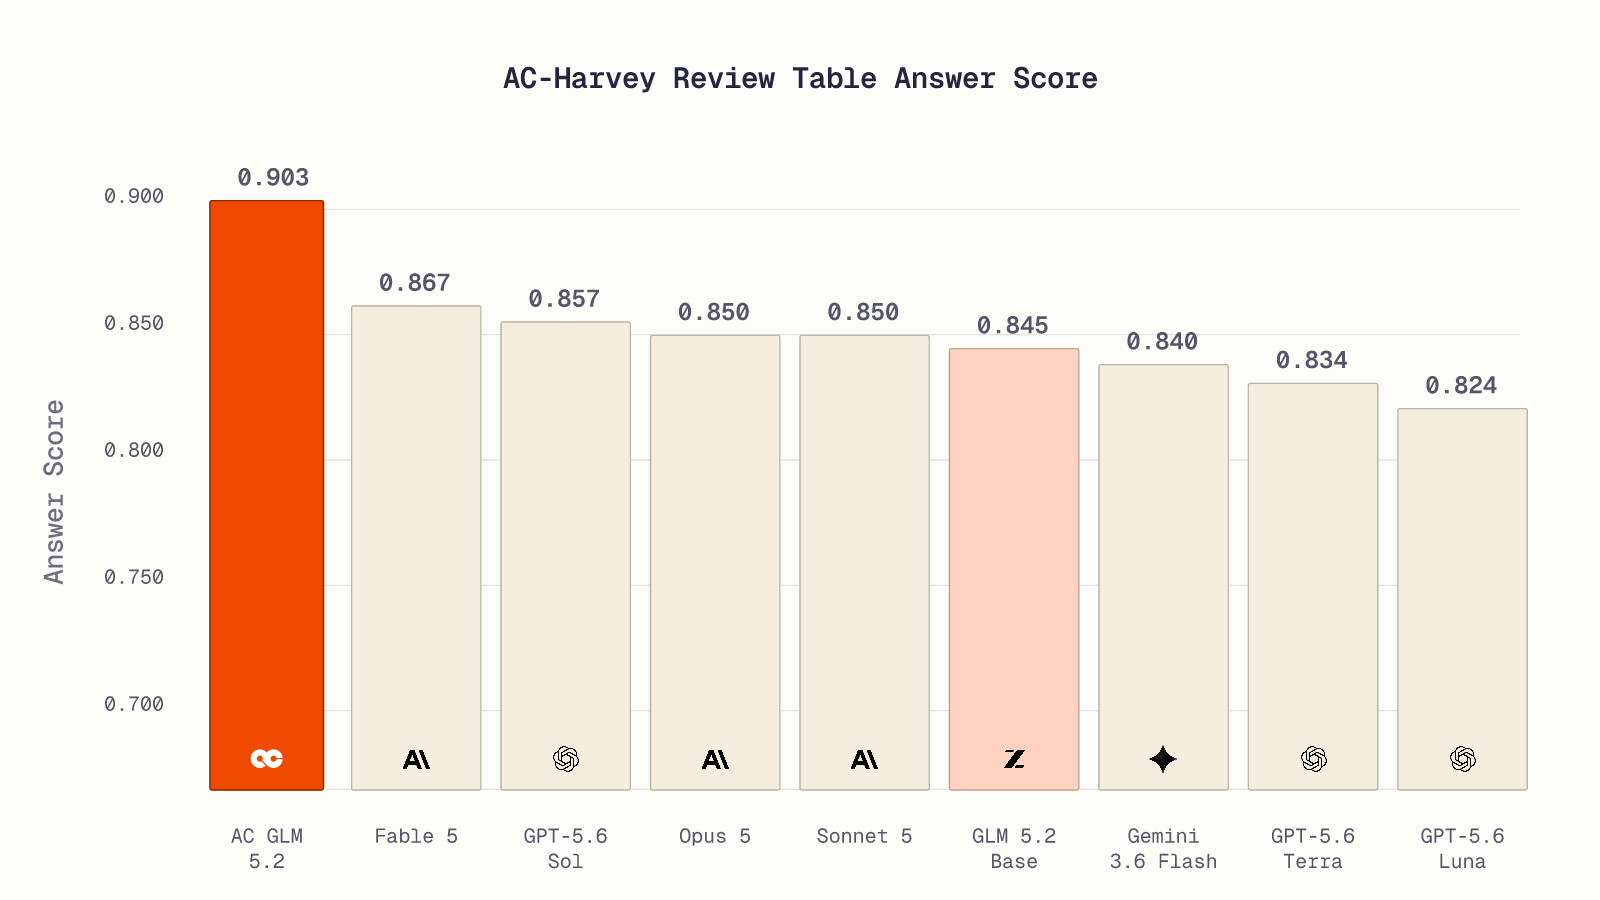 AC-Harvey Review Table Answer Score
Answer Score
0.900
0.850
0.800
0.750
0.700
0.903
0.867
0.857
0.850
0.850
0.845
0.840
0.834
0.824
AC GLM
5.2
Fable 5
GPT-5.6
Sol
Opus 5
Sonnet 5
GLM 5.2
Base
Gemini
3.6 Flash
GPT-5.6
Terra
GPT-5.6
Luna